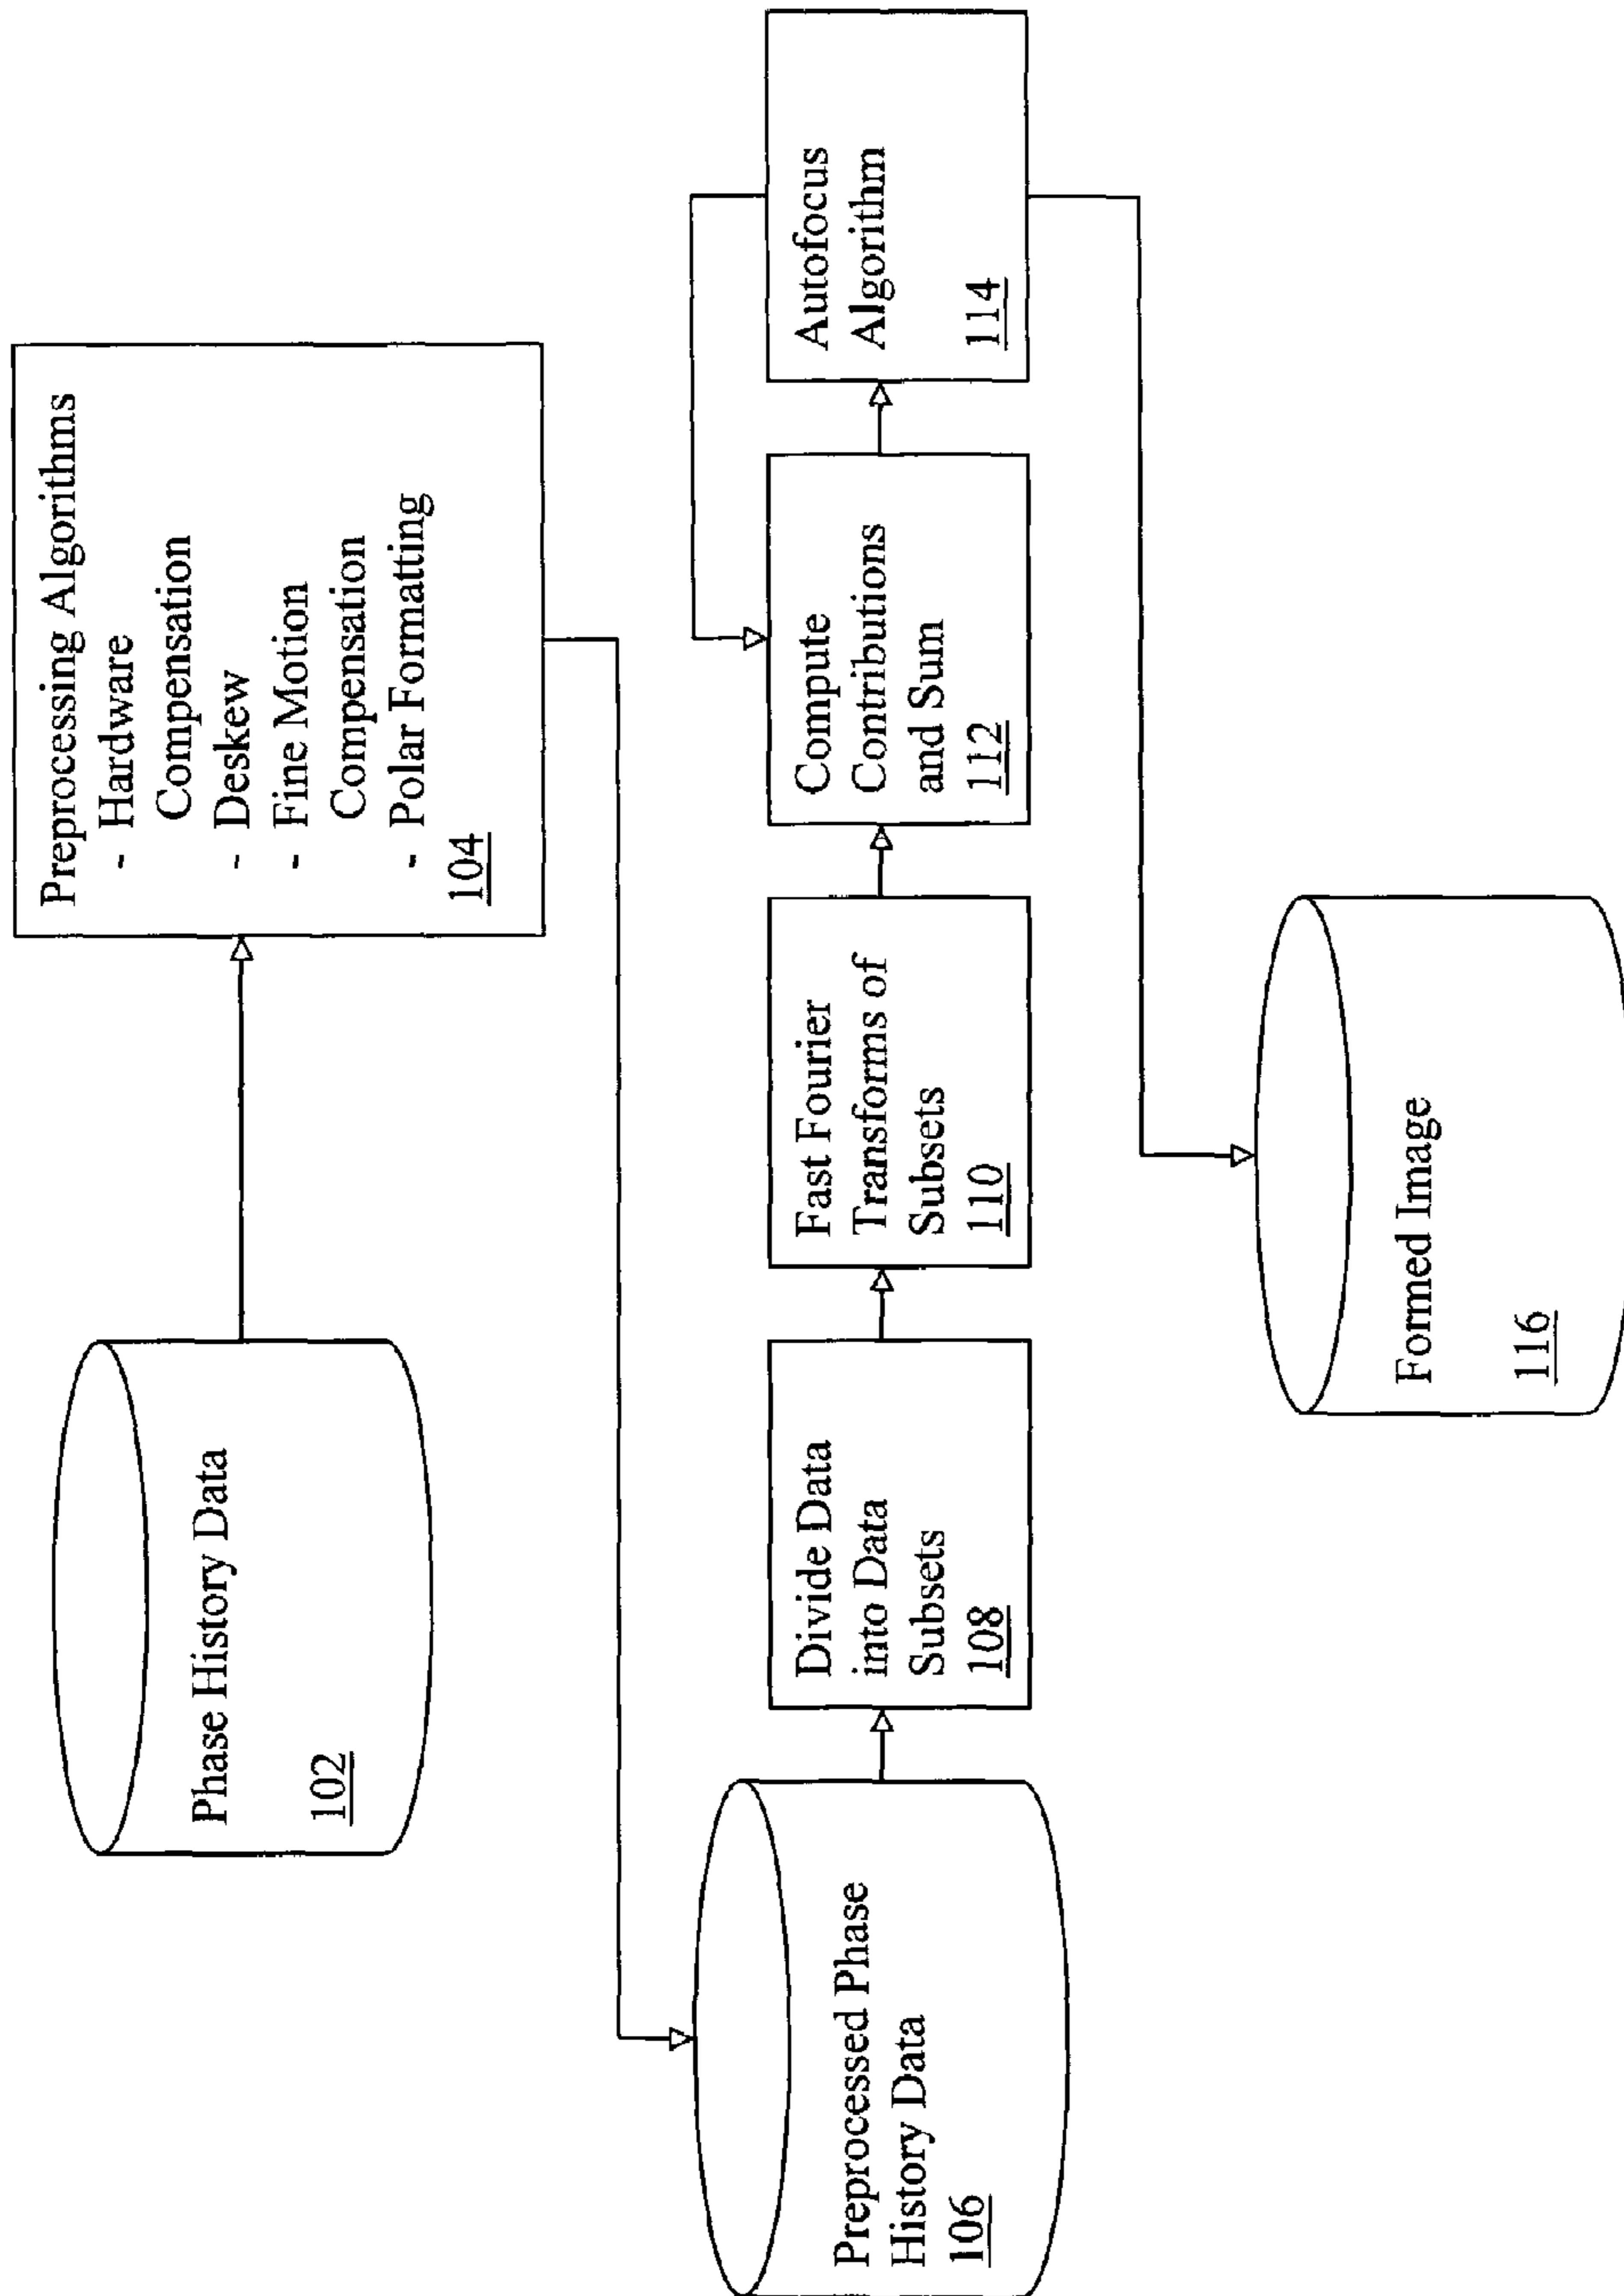 Phase History Data
102
Preprocessing Algorithms
- Hardware
Compensation
- Deskew
- Fine Motion
Compensation
- Polar Formatting
104
Preprocessed Phase
History Data
106
Divide Data
into Data
Subsets
108
Fast Fourier
Transforms of
Subsets
110
Compute
Contributions
and Sum
112
Autofocus
Algorithm
114
Formed Image
116